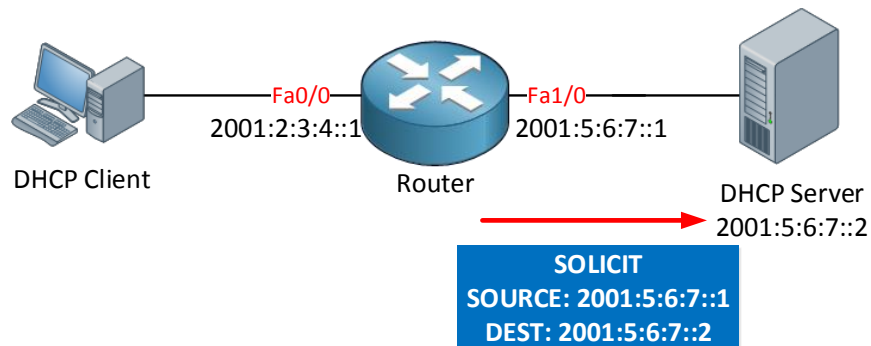 Fa0/0
Fa1/0
2001:2:3:4::1
2001:5:6:7::1
DHCP Client
Router
DHCP Server
2001:5:6:7::2
SOLICIT
SOURCE: 2001:5:6:7::1
DEST: 2001:5:6:7::2